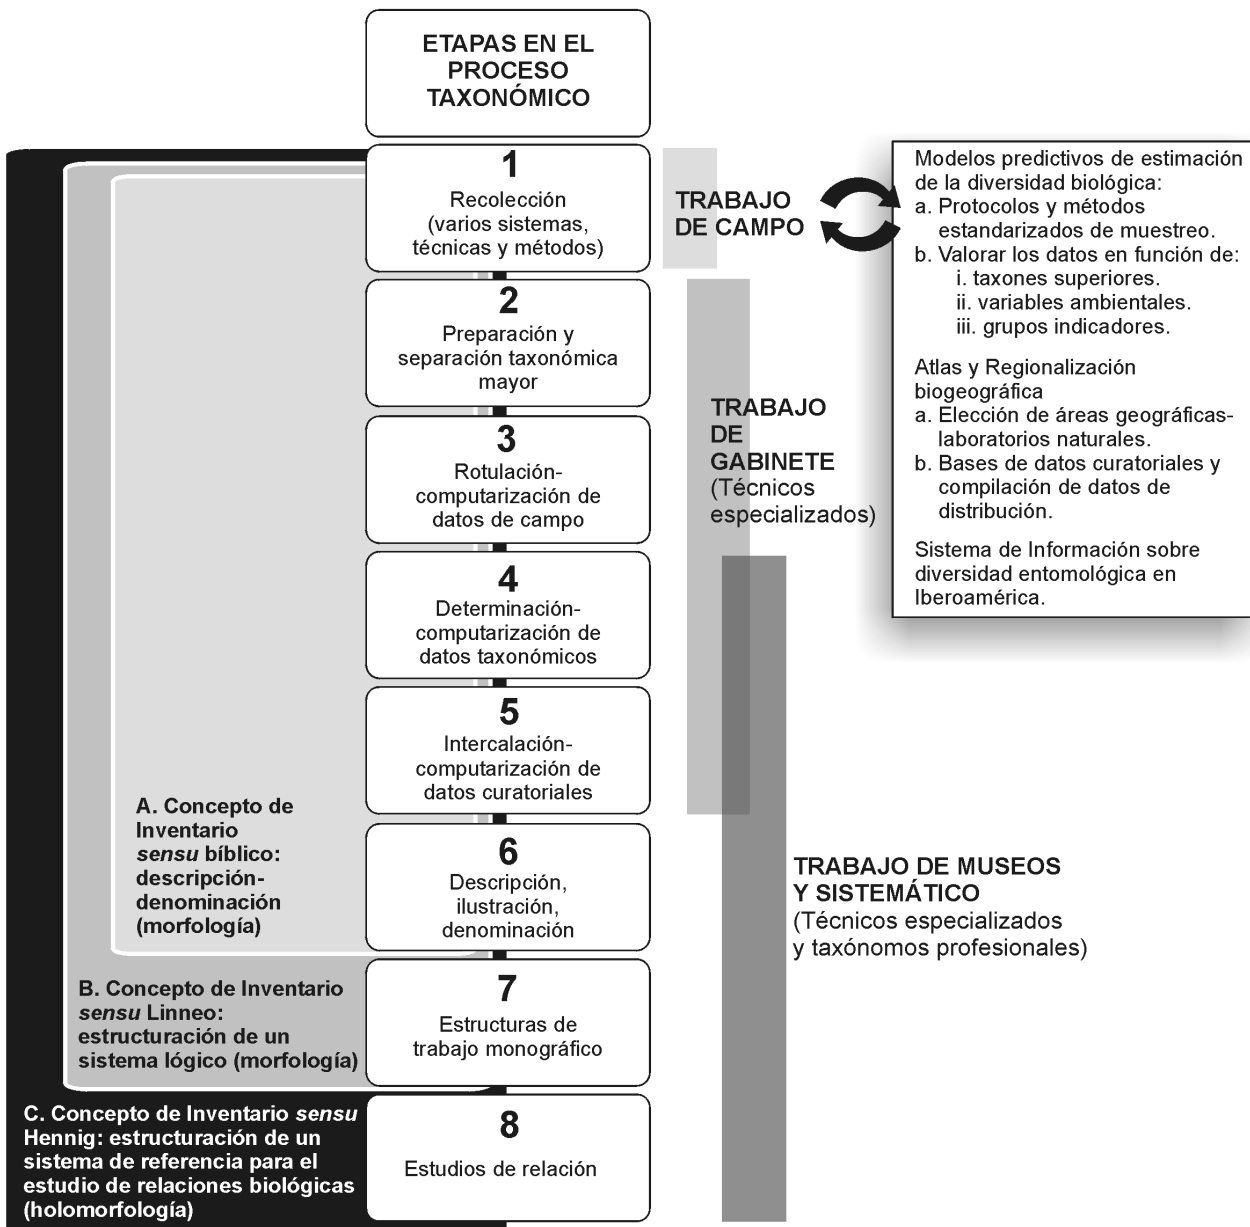 ETAPAS EN EL
PROCESO
TAXONÓMICO
1
Recolección
(varios sistemas,
técnicas y métodos)
2
Preparación y
separación taxonómica
mayor
3
Rotulación-
computarización de
datos de campo
4
Determinación-
computarización de
datos taxonómicos
5
Intercalación-
computarización de
datos curatoriales
6
Descripción,
ilustración,
denominación
7
Estructuras de
trabajo monográfico
8
Estudios de relación
A. Concepto de
Inventario
sensu bíblico:
descripción-
denominación
(morfología)
B. Concepto de Inventario
sensu Linneo:
estructuración de un
sistema lógico (morfología)
C. Concepto de Inventario sensu
Hennig: estructuración de un
sistema de referencia para el
estudio de relaciones biológicas
(holomorfología)
TRABAJO
DE CAMPO
TRABAJO
DE
GABINETE
(Técnicos
especializados)
TRABAJO DE MUSEOS
Y SISTEMÁTICO
(Técnicos especializados
y taxónomos profesionales)
Modelos predictivos de estimación
de la diversidad biológica:
a. Protocolos y métodos
estandarizados de muestreo.
b. Valorar los datos en función de:
i. taxones superiores.
ii. variables ambientales.
iii. grupos indicadores.
Atlas y Regionalización
biogeográfica
a. Elección de áreas geográficas-
laboratorios naturales.
b. Bases de datos curatoriales y
compilación de datos de
distribución.
Sistema de Información sobre
diversidad entomológica en
Iberoamérica.